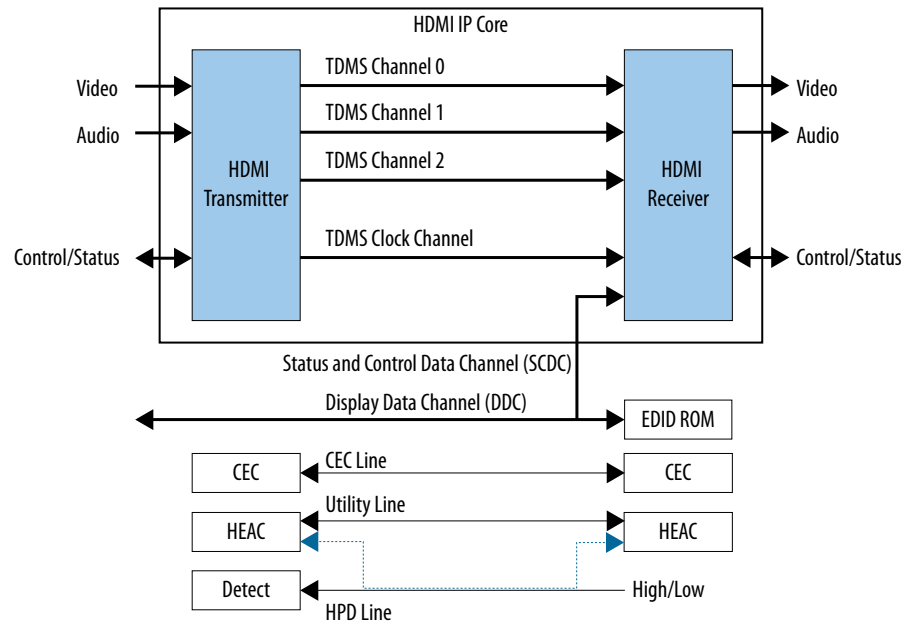 HDMI IP Core
Video
Audio
Control/Status
HDMI
Transmitter
TDMS Channel 0
TDMS Channel 1
TDMS Channel 2
TDMS Clock Channel
HDMI
Receiver
Video
Audio
Control/Status
Status and Control Data Channel (SCDC)
Display Data Channel (DDC)
EDID ROM
CEC
CEC Line
CEC
Utility Line
HEAC
HEAC
Detect
HPD Line
High/Low